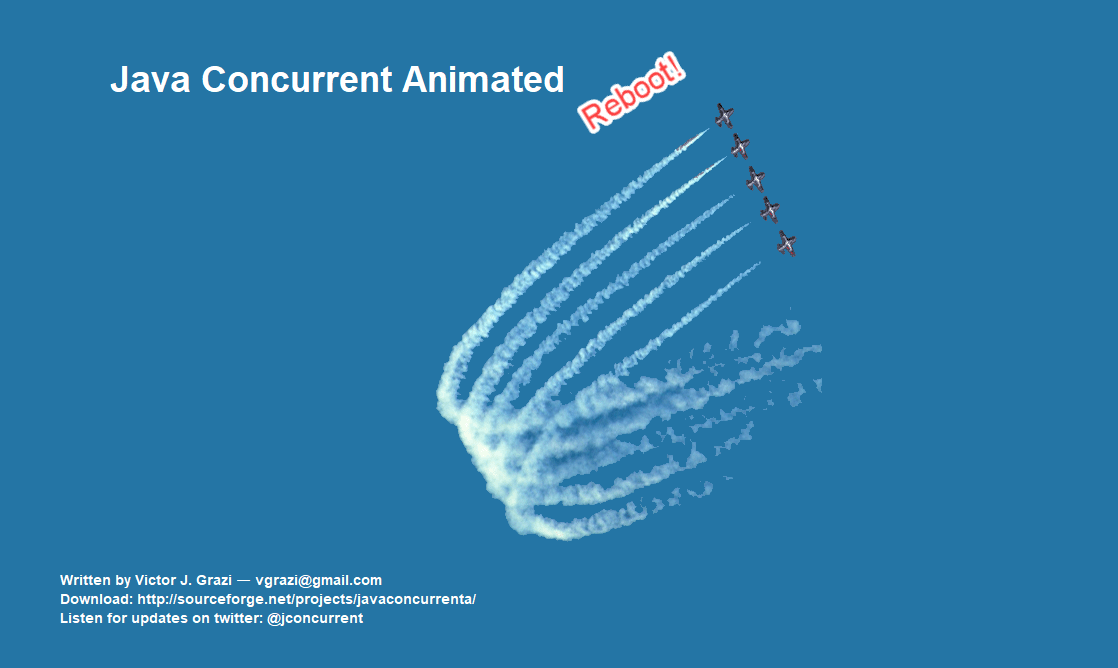 Java Concurrent Animated
Reboot!
Written by Victor J. Grazi — vgrazi@gmail.com
Download: http://sourceforge.net/projects/javaconcurrenta/
Listen for updates on twitter: @jconcurrent